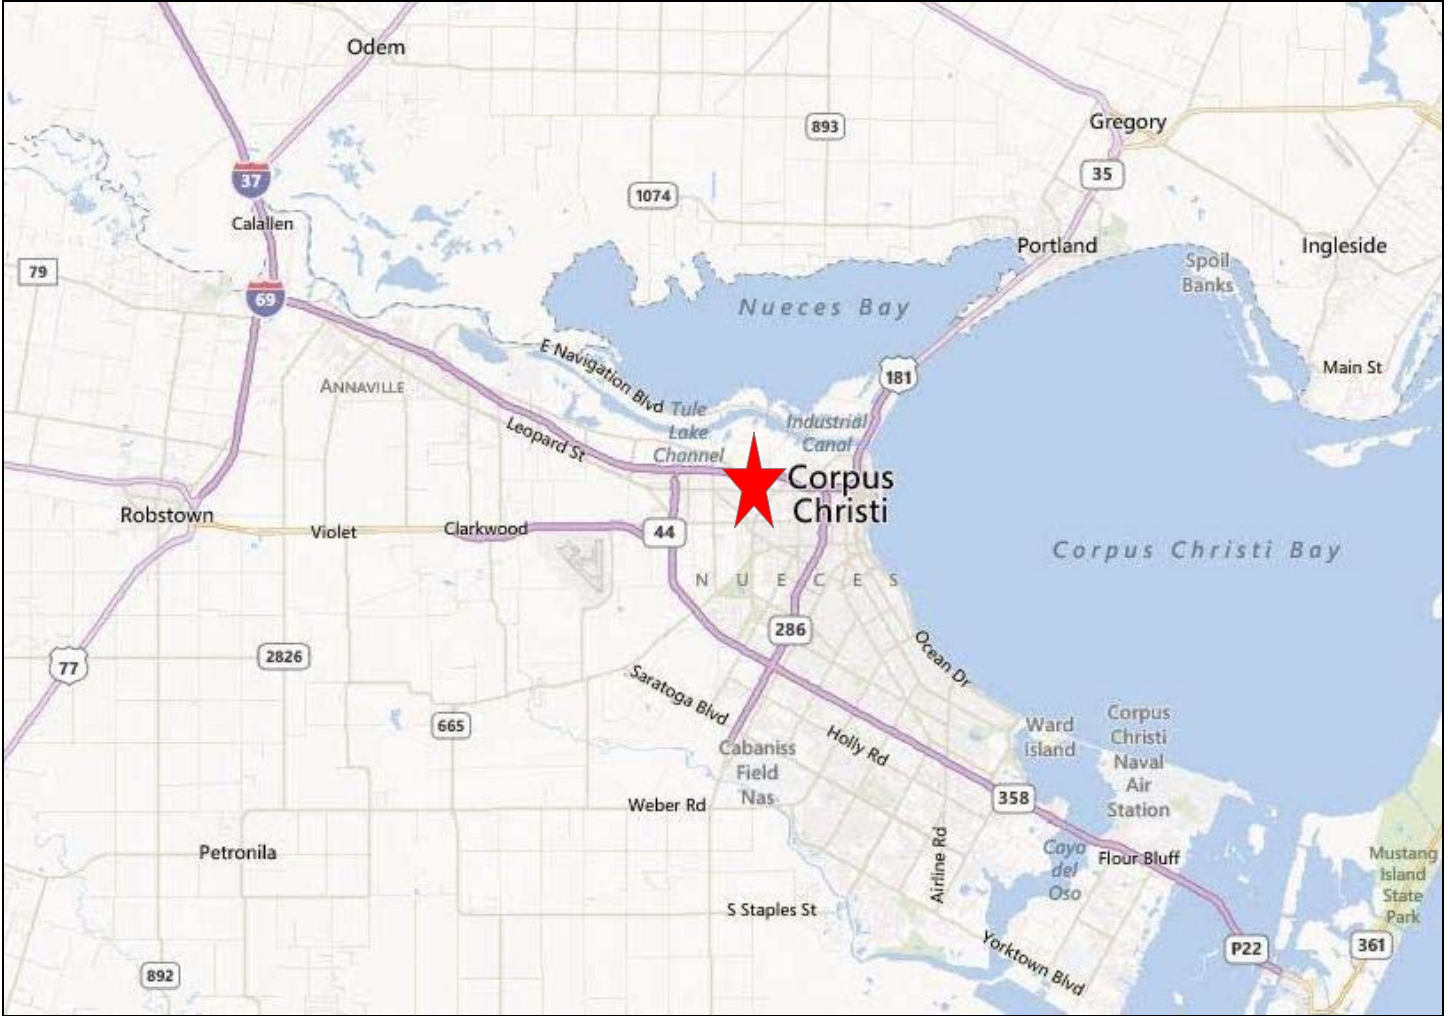 Odem
893
Gregory
37
35
1074
Calallen
Portland
Ingleside
79
Spoil
Banks
69
Nueces Bay
E Navigation Blvd
Main St
181
ANNAVILLE
Tule
Lake
Channel
Industrial
Canal
Leopard St
Corpus
Christi
Robstown
Violet
Clarkwood
44
Corpus Christi Bay
NUECES
286
Ocean Dr
2826
77
Saratoga Blvd
665
Holly Rd
Ward
Island
Corpus
Christi
Naval
Air
Station
Cabaniss
Field
Nas
Weber Rd
358
Petronila
Airline Rd
Cayo
del
Oso
Flour Bluff
Mustang
Island
State
Park
S Staples St
Yorktown Blvd
P22
361
892